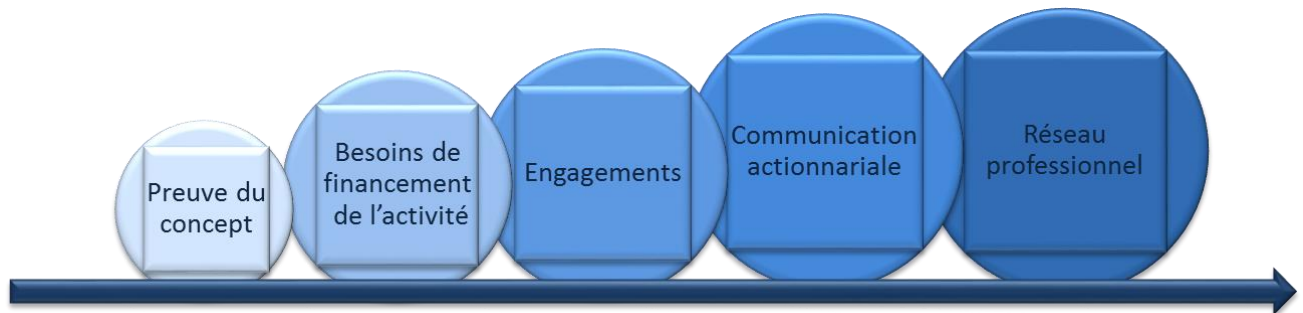 Preuve du
concept
Besoins de
financement
de l’activité
Engagements
Communication
actionnariale
Réseau
professionnel